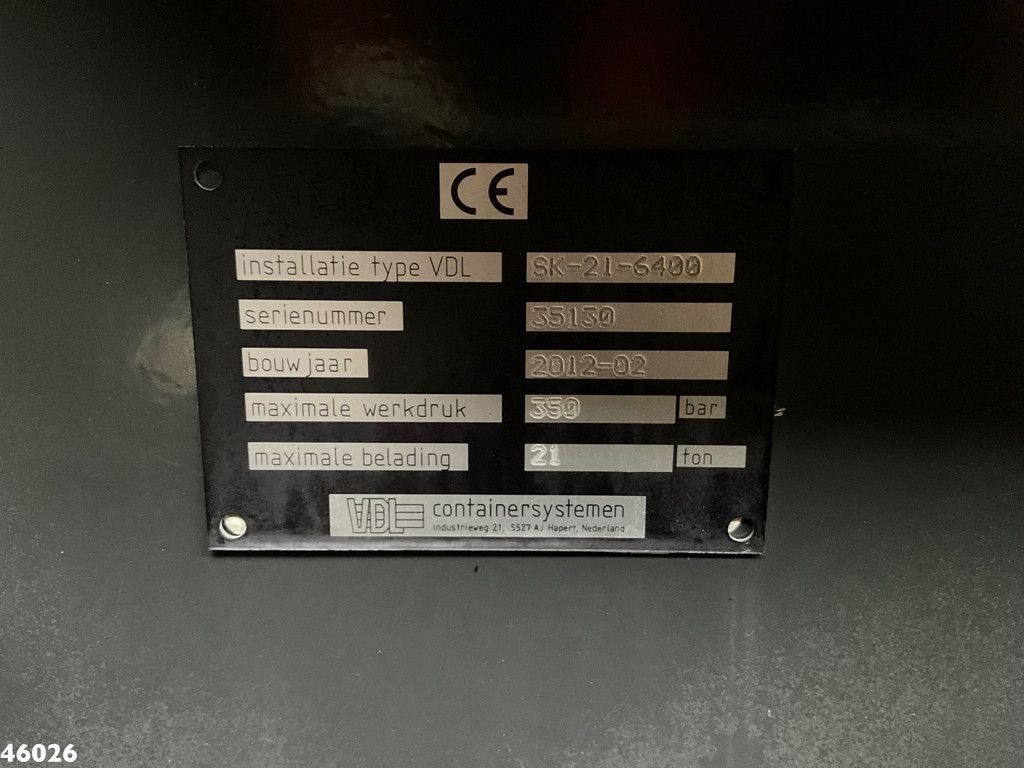 CE
installatie type VDL SK-21-6400
serienummer 35130
bouwjaar 2012-02
maximale werkdruk 350 bar
maximale belading 21 ton
VDL containersystemen
Industrieweg 21, 5527 AJ Hapert, Nederland
46026